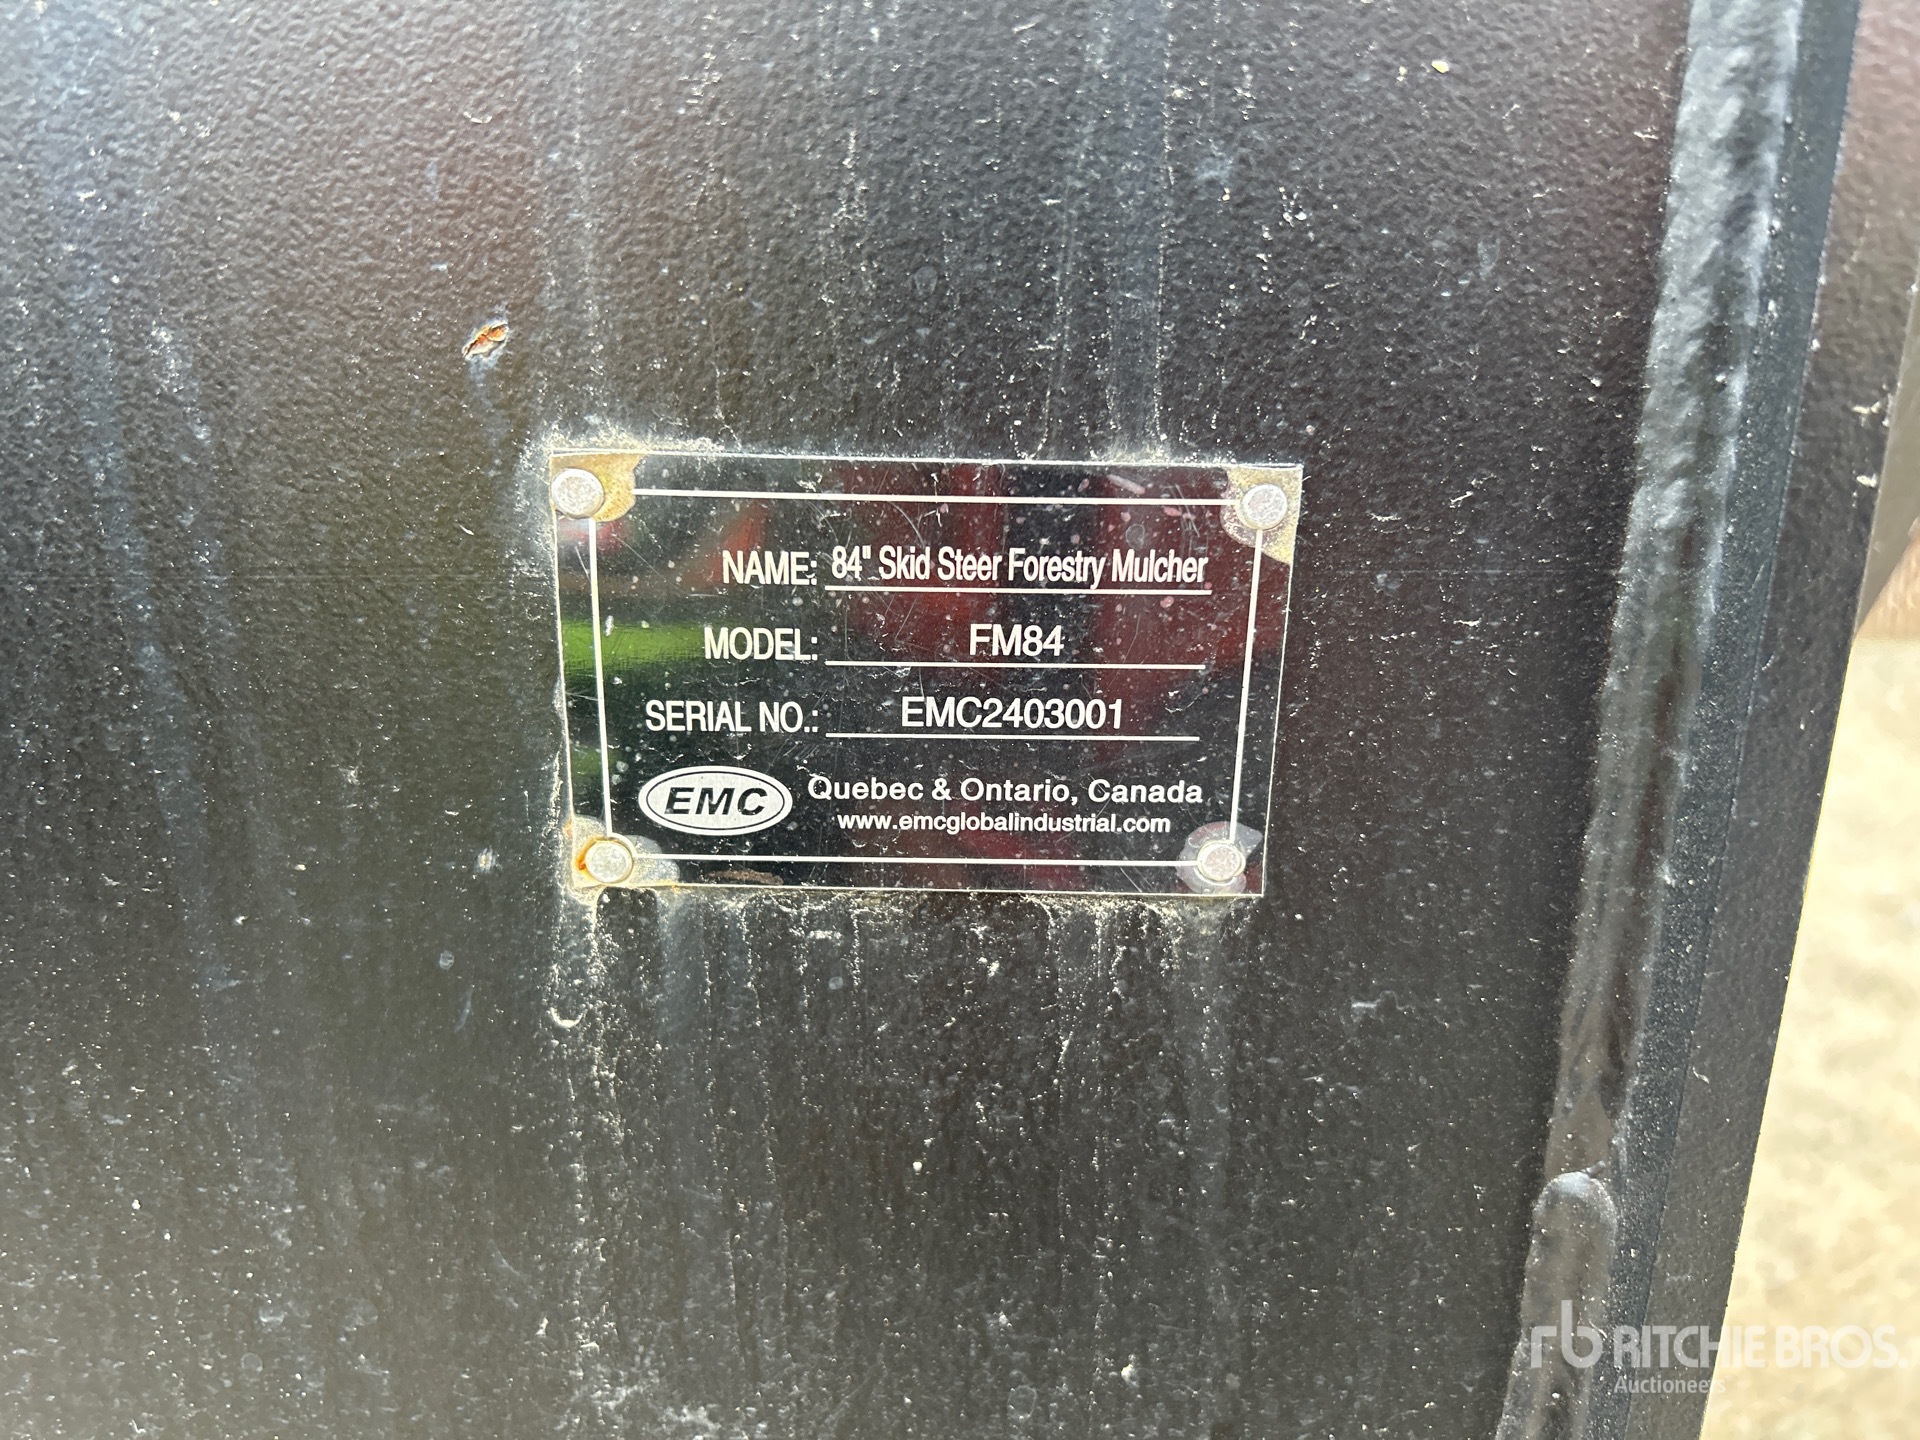 NAME: 84" Skid Steer Forestry Mulcher
MODEL: FM84
SERIAL NO.: EMC2403001
EMC Quebec & Ontario, Canada
www.emcglobalindustrial.com
rb RITCHIE BROS.
Auctioneers